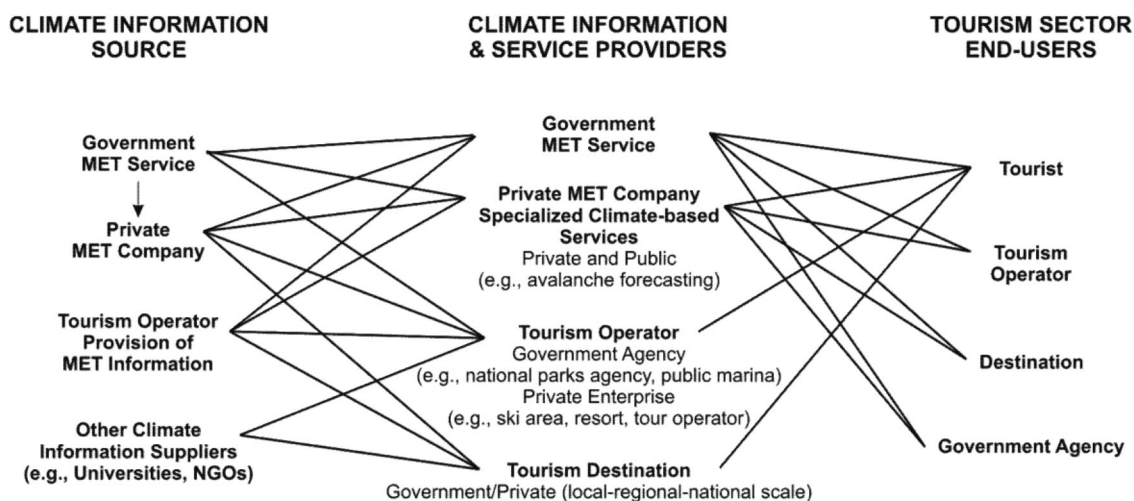 CLIMATE INFORMATION
SOURCE
CLIMATE INFORMATION
& SERVICE PROVIDERS
TOURISM SECTOR
END-USERS
Government
MET Service
Private
MET Company
Tourism Operator
Provision of
MET Information
Other Climate
Information Suppliers
(e.g., Universities, NGOs)
Government
MET Service
Private MET Company
Specialized Climate-based
Services
Private and Public
(e.g., avalanche forecasting)
Tourism Operator
Government Agency
(e.g., national parks agency, public marina)
Private Enterprise
(e.g., ski area, resort, tour operator)
Tourism Destination
Government/Private (local-regional-national scale)
Tourist
Tourism
Operator
Destination
Government Agency